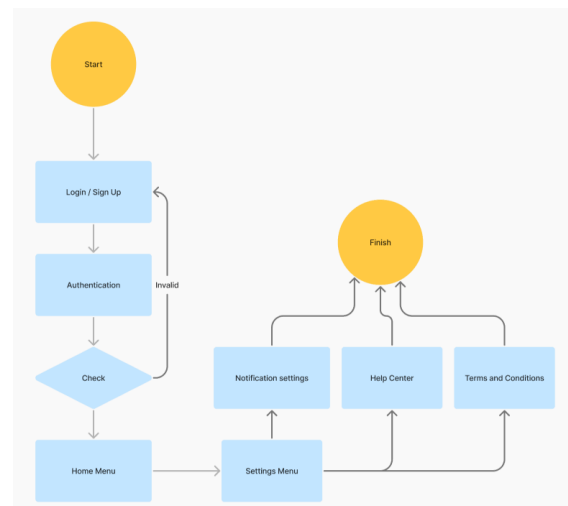 Start
Login / Sign Up
Authentication
Invalid
Check
Home Menu
Settings Menu
Notification settings
Help Center
Terms and Conditions
Finish